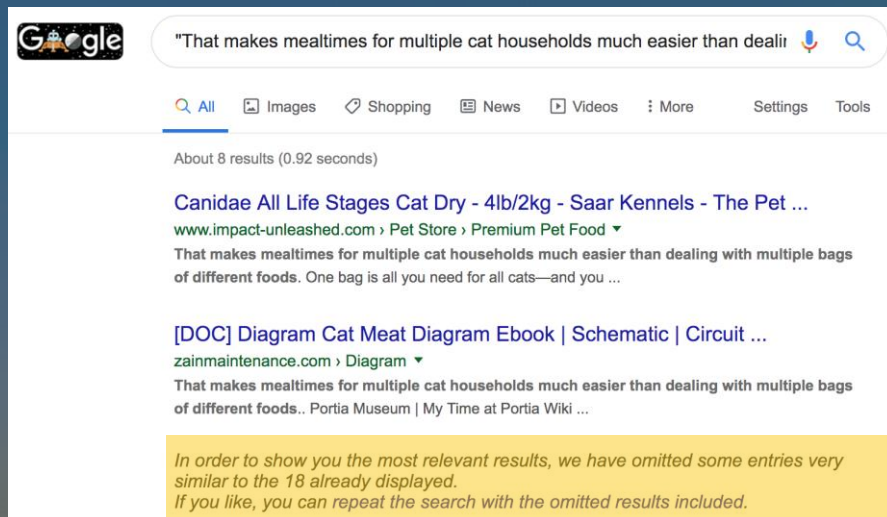 Google
"That makes mealtimes for multiple cat households much easier than dealin
All
Images
Shopping
News
Videos
More
Settings
Tools
About 8 results (0.92 seconds)
Canidae All Life Stages Cat Dry - 4lb/2kg - Saar Kennels - The Pet ...
www.impact-unleashed.com › Pet Store › Premium Pet Food
That makes mealtimes for multiple cat households much easier than dealing with multiple bags
of different foods. One bag is all you need for all cats—and you ...
[DOC] Diagram Cat Meat Diagram Ebook | Schematic | Circuit ...
zainmaintenance.com › Diagram
That makes mealtimes for multiple cat households much easier than dealing with multiple bags
of different foods.. Portia Museum | My Time at Portia Wiki ...
In order to show you the most relevant results, we have omitted some entries very
similar to the 18 already displayed.
If you like, you can repeat the search with the omitted results included.